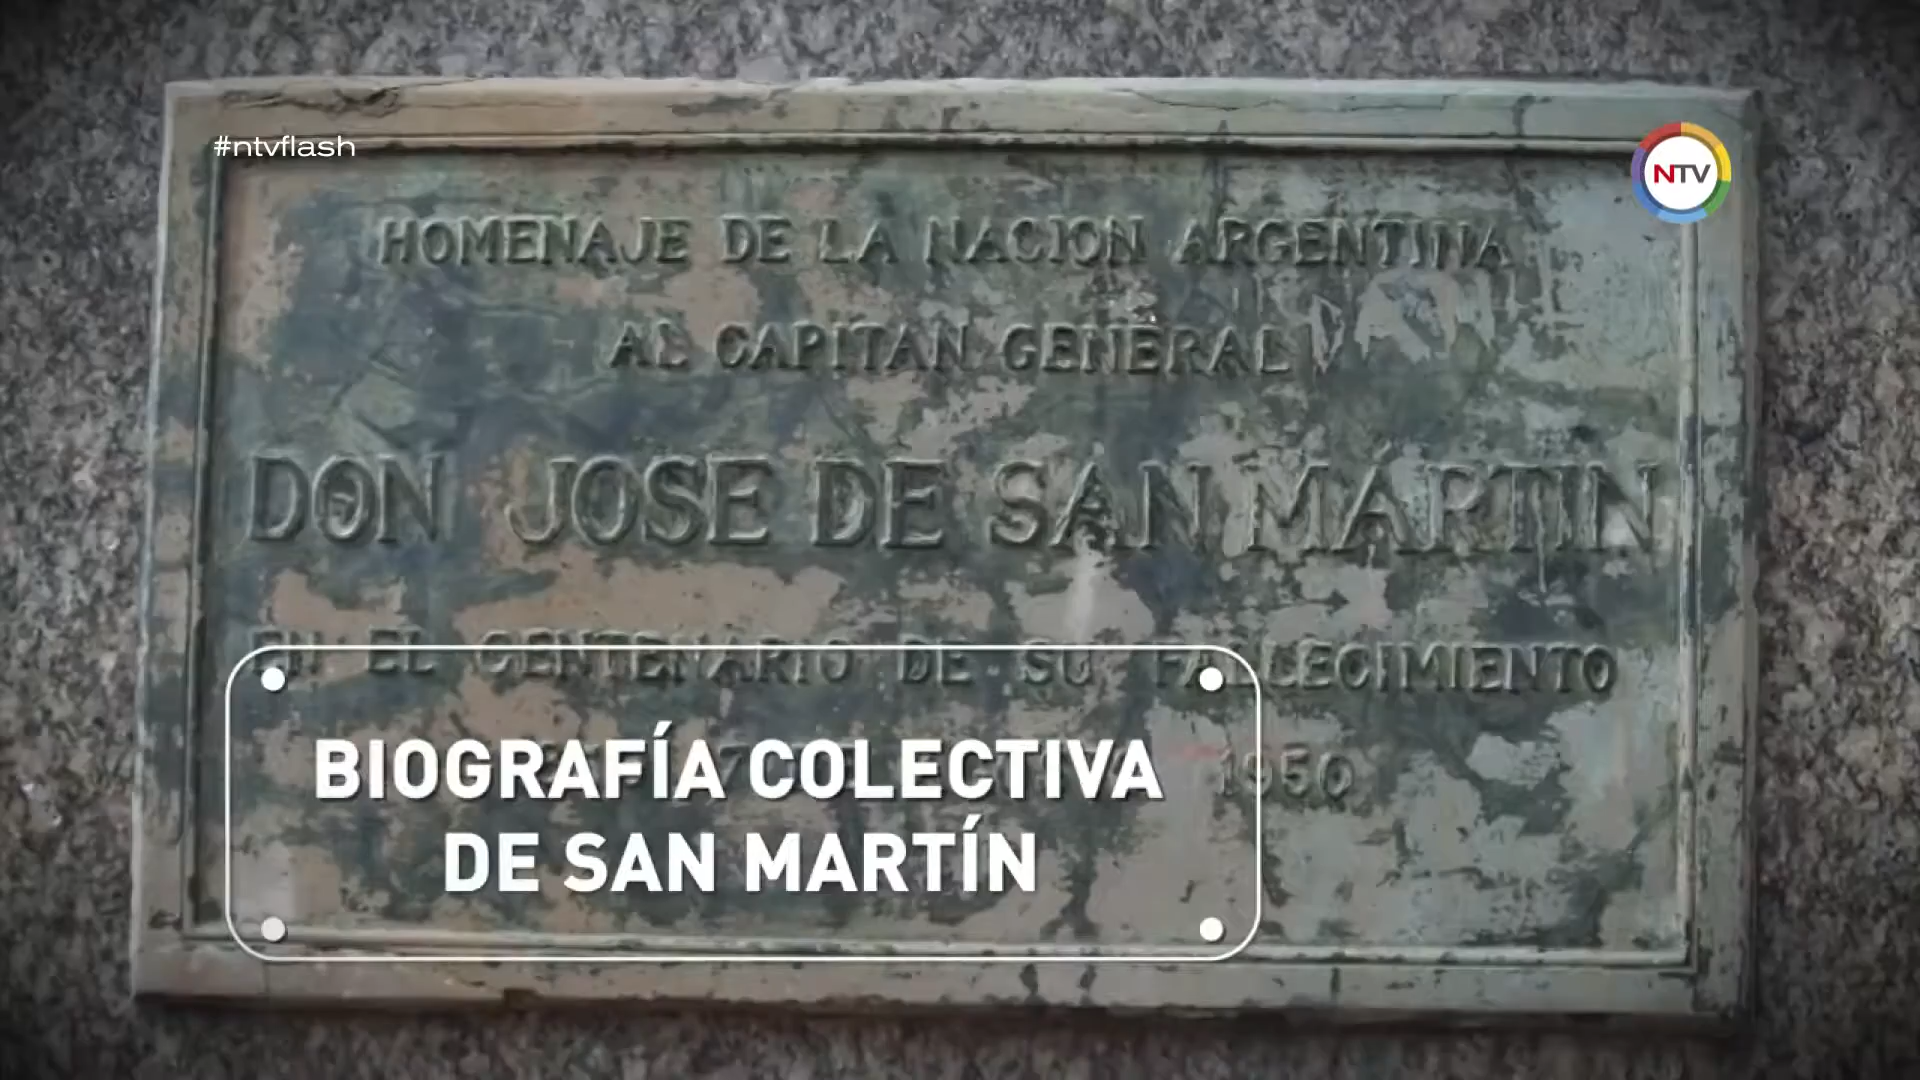 #ntvflash
NTV
HOMENAJE DE LA NACION ARGENTINA
AL CAPITAN GENERAL
DON JOSE DE SAN MARTIN
EN EL CENTENARIO DE SU FALLECIMIENTO
1950
BIOGRAFÍA COLECTIVA
DE SAN MARTÍN